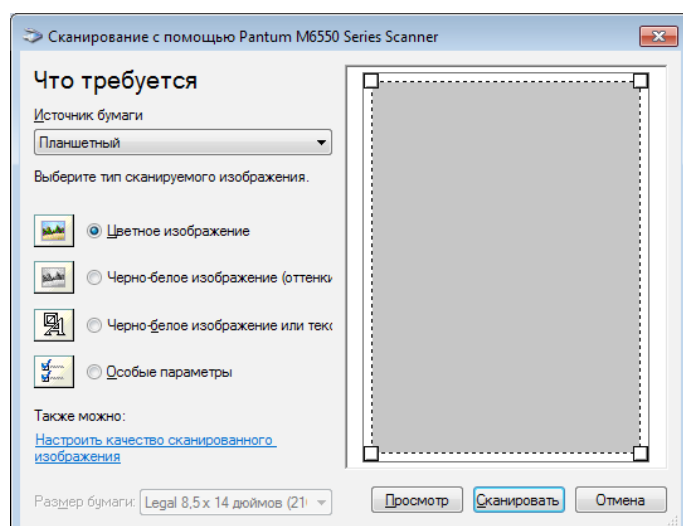 Сканирование с помощью Pantum M6550 Series Scanner
Что требуется
Источник бумаги
Планшетный
Выберите тип сканируемого изображения.
Цветное изображение
Черно-белое изображение (оттенки
Черно-белое изображение или текс
Особые параметры
Также можно:
Настроить качество сканированного
изображения
Размер бумаги: Legal 8,5 x 14 дюймов (21
Просмотр Сканировать Отмена